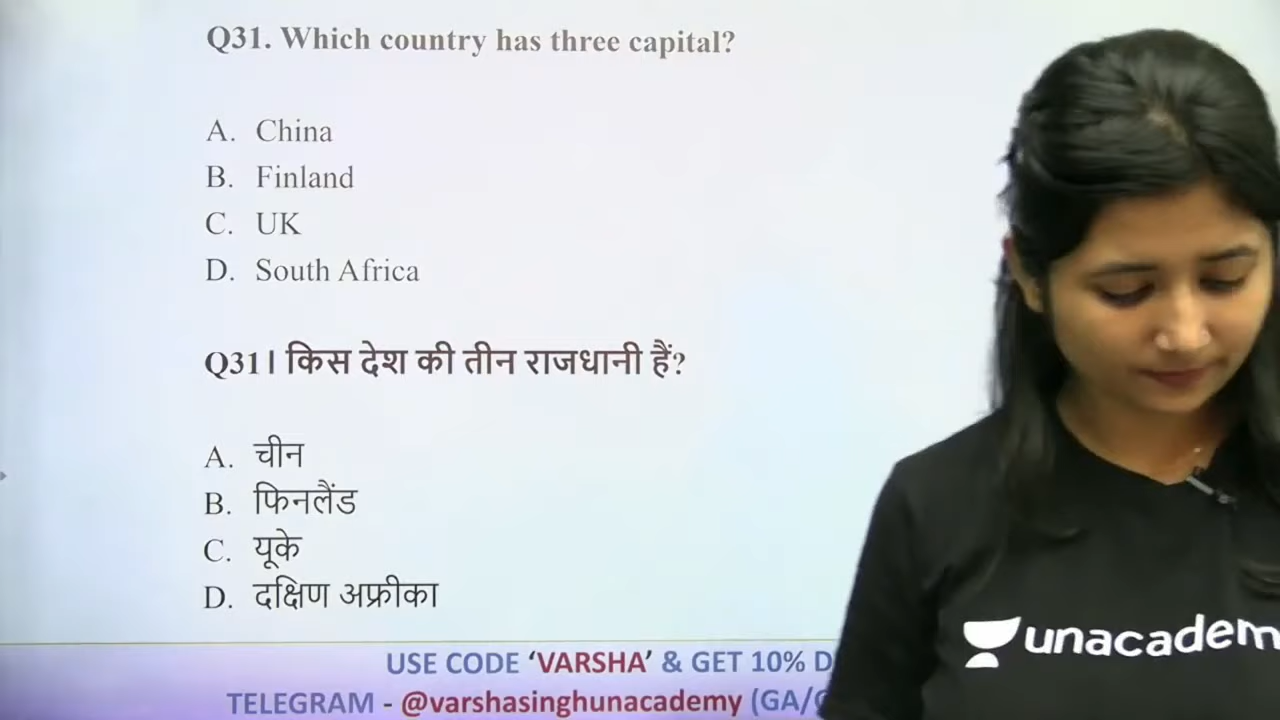 Q31. Which country has three capital?
A. China
B. Finland
C. UK
D. South Africa
Q31। किस देश की तीन राजधानी हैं?
A. चीन
B. फिनलैंड
C. यूके
D. दक्षिण अफ्रीका
unacadem
USE CODE ‘VARSHA’ & GET 10% D
TELEGRAM - @varshasinghunacademy (GA/